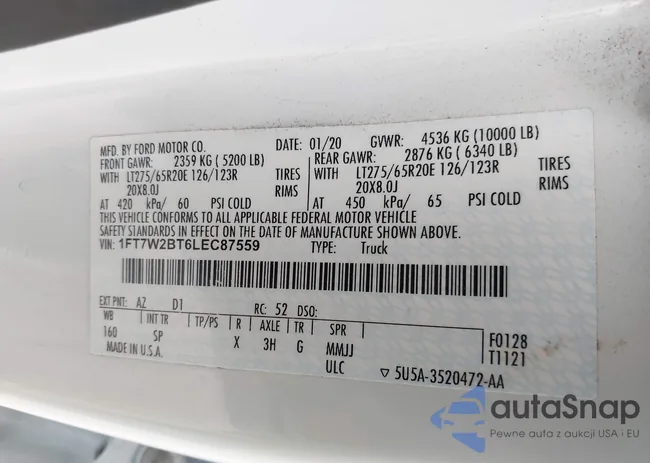 MFD. BY FORD MOTOR CO. DATE: 01/20 GVWR: 4536 KG (10000 LB)
FRONT GAWR: 2359 KG ( 5200 LB) REAR GAWR: 2876 KG ( 6340 LB)
WITH LT275/65R20E 126/123R TIRES WITH LT275/65R20E 126/123R TIRES
20X8.0J RIMS 20X8.0J RIMS
AT 420 kPa/ 60 PSI COLD AT 450 kPa/ 65 PSI COLD
THIS VEHICLE CONFORMS TO ALL APPLICABLE FEDERAL MOTOR VEHICLE
SAFETY STANDARDS IN EFFECT ON THE DATE OF MANUFACTURE SHOWN ABOVE.
VIN: 1FT7W2BT6LEC87559 TYPE: Truck
EXT PNT: AZ D1 RC: 52 DSO:
WB INT TR TP/PS R AXLE TR SPR F0128
160 SP X 3H G MMJJ T1121
MADE IN U.S.A. ULC ▽ 5U5A-3520472-AA
autaSnap
Pewne auta z aukcji USA i EU